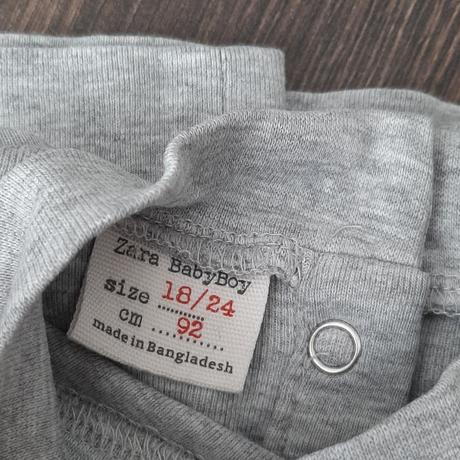 Zara BabyBoy
size 18/24
cm 92
made in Bangladesh